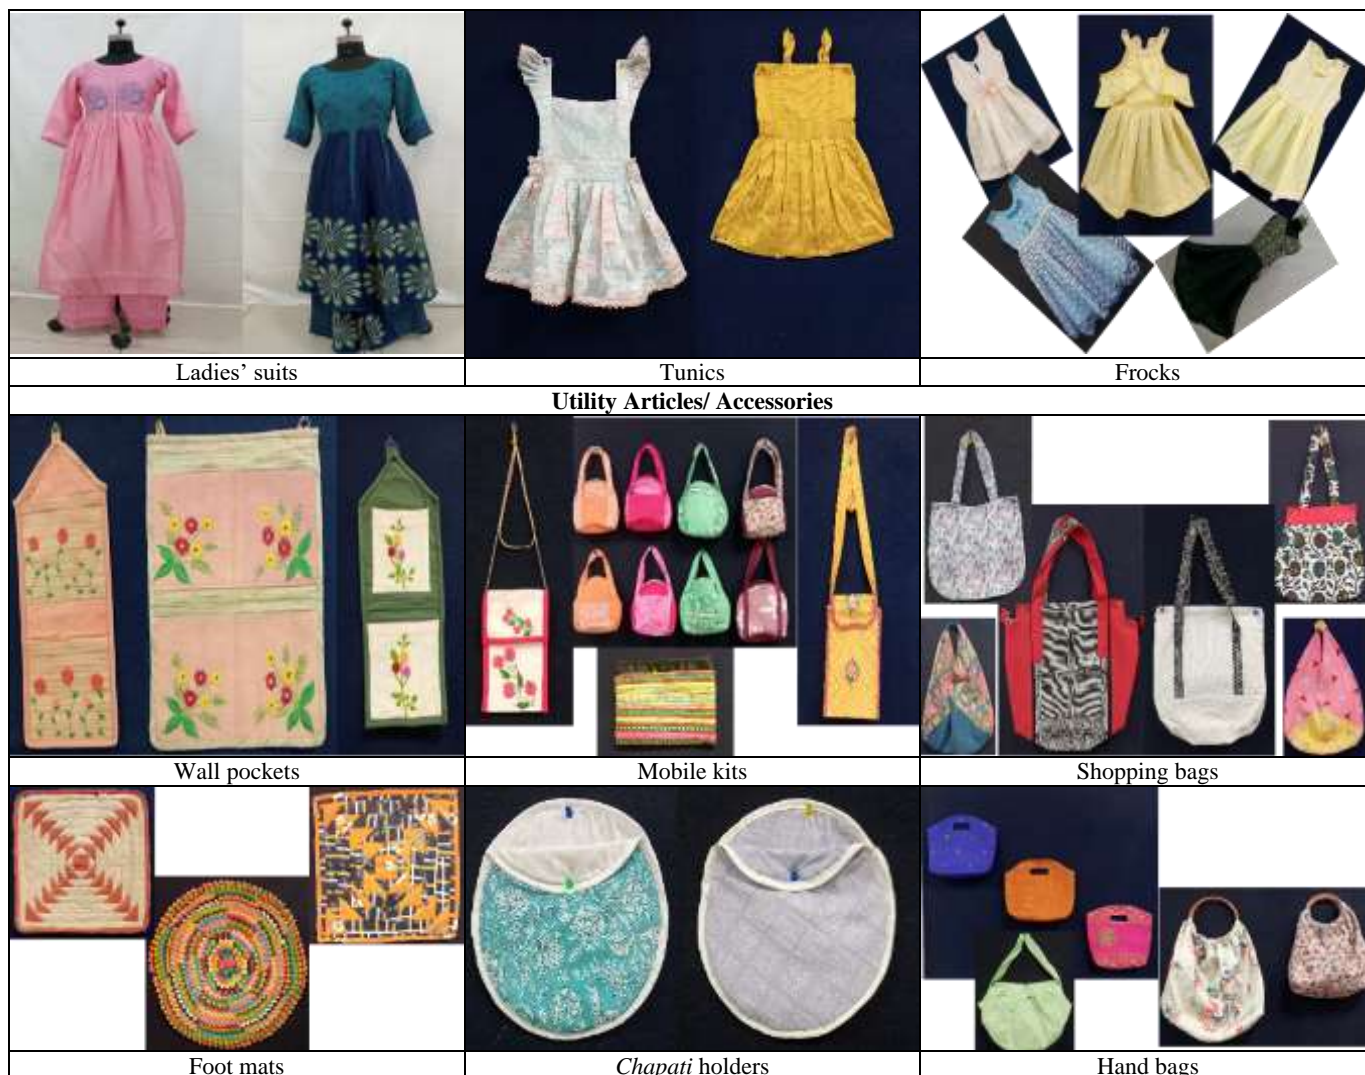 Ladies’ suits
Tunics
Frocks
Utility Articles/ Accessories
Wall pockets
Mobile kits
Shopping bags
Foot mats
Chapati holders
Hand bags